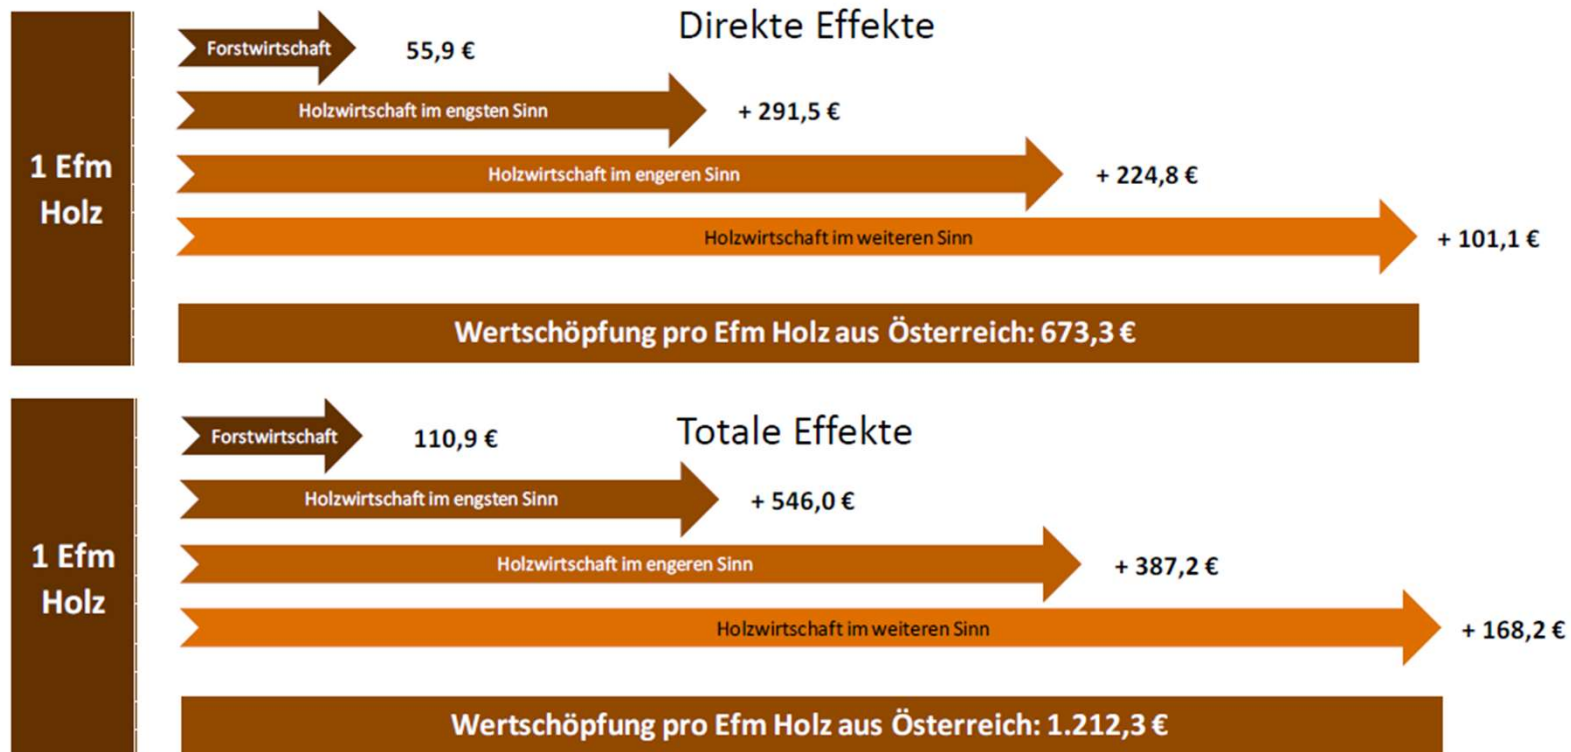 Direkte Effekte
1 Efm
Holz
Forstwirtschaft
55,9 €
Holzwirtschaft im engsten Sinn
+ 291,5 €
Holzwirtschaft im engeren Sinn
+ 224,8 €
Holzwirtschaft im weiteren Sinn
+ 101,1 €
Wertschöpfung pro Efm Holz aus Österreich: 673,3 €
Totale Effekte
1 Efm
Holz
Forstwirtschaft
110,9 €
Holzwirtschaft im engsten Sinn
+ 546,0 €
Holzwirtschaft im engeren Sinn
+ 387,2 €
Holzwirtschaft im weiteren Sinn
+ 168,2 €
Wertschöpfung pro Efm Holz aus Österreich: 1.212,3 €